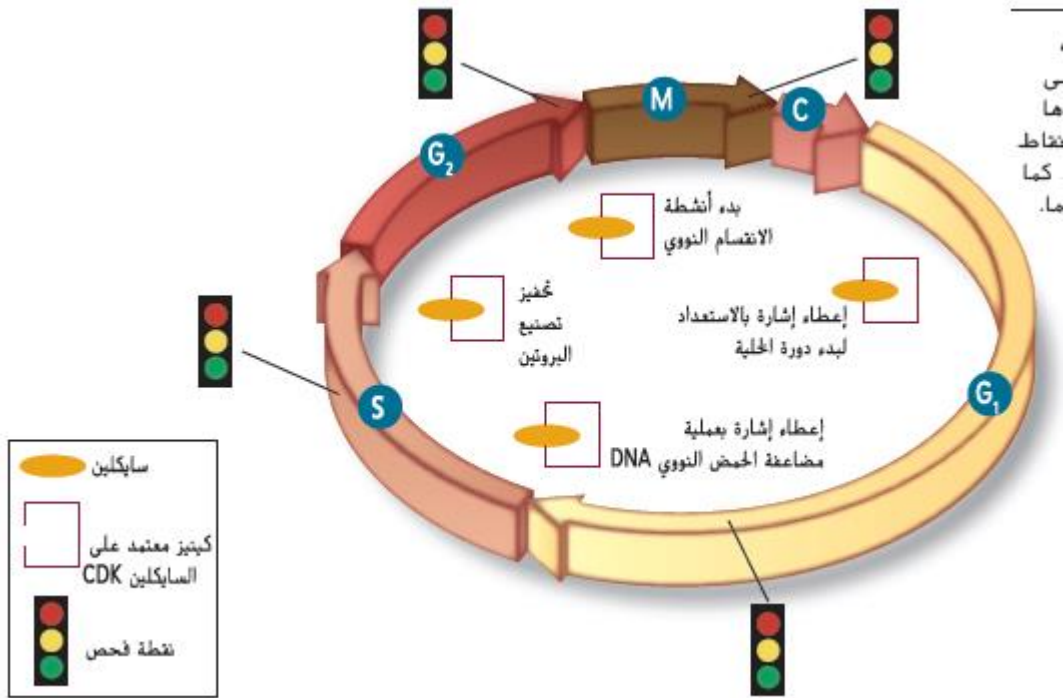 M
C
G₂
S
G₁
بدء أنشطة
الانقسام النووي
تحفيز
تصنيع
البروتين
إعطاء إشارة بالاستعداد
لبدء دورة الخلية
إعطاء إشارة بعملية
مضاعفة الحمض النووي DNA
سايكلين
كينيز معتمد على
السايكلين CDK
نقطة فحص
كما